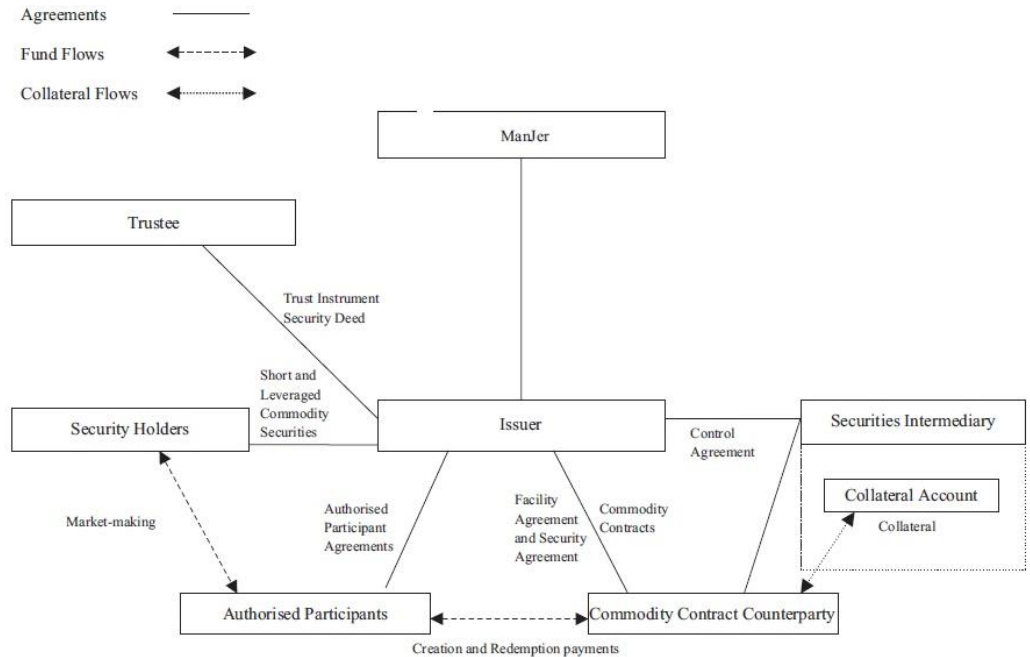 Agreements
Fund Flows
Collateral Flows
ManJer
Trustee
Trust Instrument
Security Deed
Short and
Leveraged
Commodity
Securities
Security Holders
Issuer
Control
Agreement
Securities Intermediary
Collateral Account
Collateral
Market-making
Authorised
Participant
Agreements
Facility
Agreement
and Security
Agreement
Commodity
Contracts
Authorised Participants
Commodity Contract Counterparty
Creation and Redemption payments